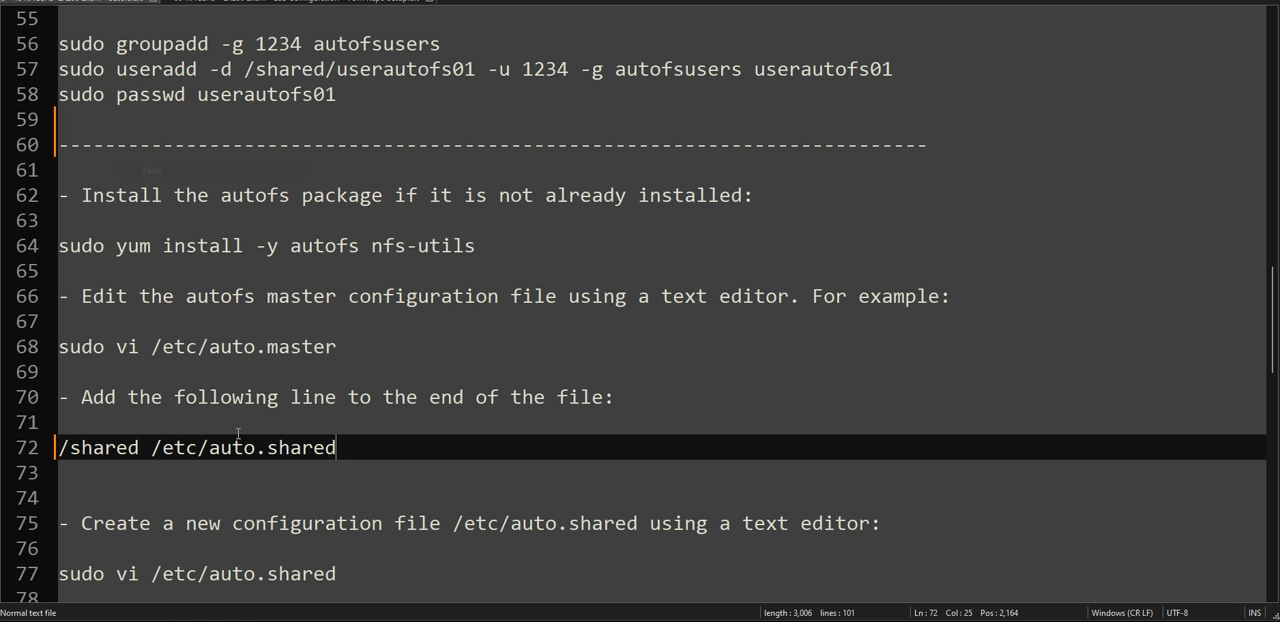 55
56 sudo groupadd -g 1234 autofsusers
57 sudo useradd -d /shared/userautofs01 -u 1234 -g autofsusers userautofs01
58 sudo passwd userautofs01
59
60 ---------------------------------------------------------------------------
61
62 - Install the autofs package if it is not already installed:
63
64 sudo yum install -y autofs nfs-utils
65
66 - Edit the autofs master configuration file using a text editor. For example:
67
68 sudo vi /etc/auto.master
69
70 - Add the following line to the end of the file:
71
72 /shared /etc/auto.shared
73
74
75 - Create a new configuration file /etc/auto.shared using a text editor:
76
77 sudo vi /etc/auto.shared
78
Normal text file length : 3,006 lines : 101 Ln : 72 Col : 25 Pos : 2,164 Windows (CR LF) UTF-8 INS